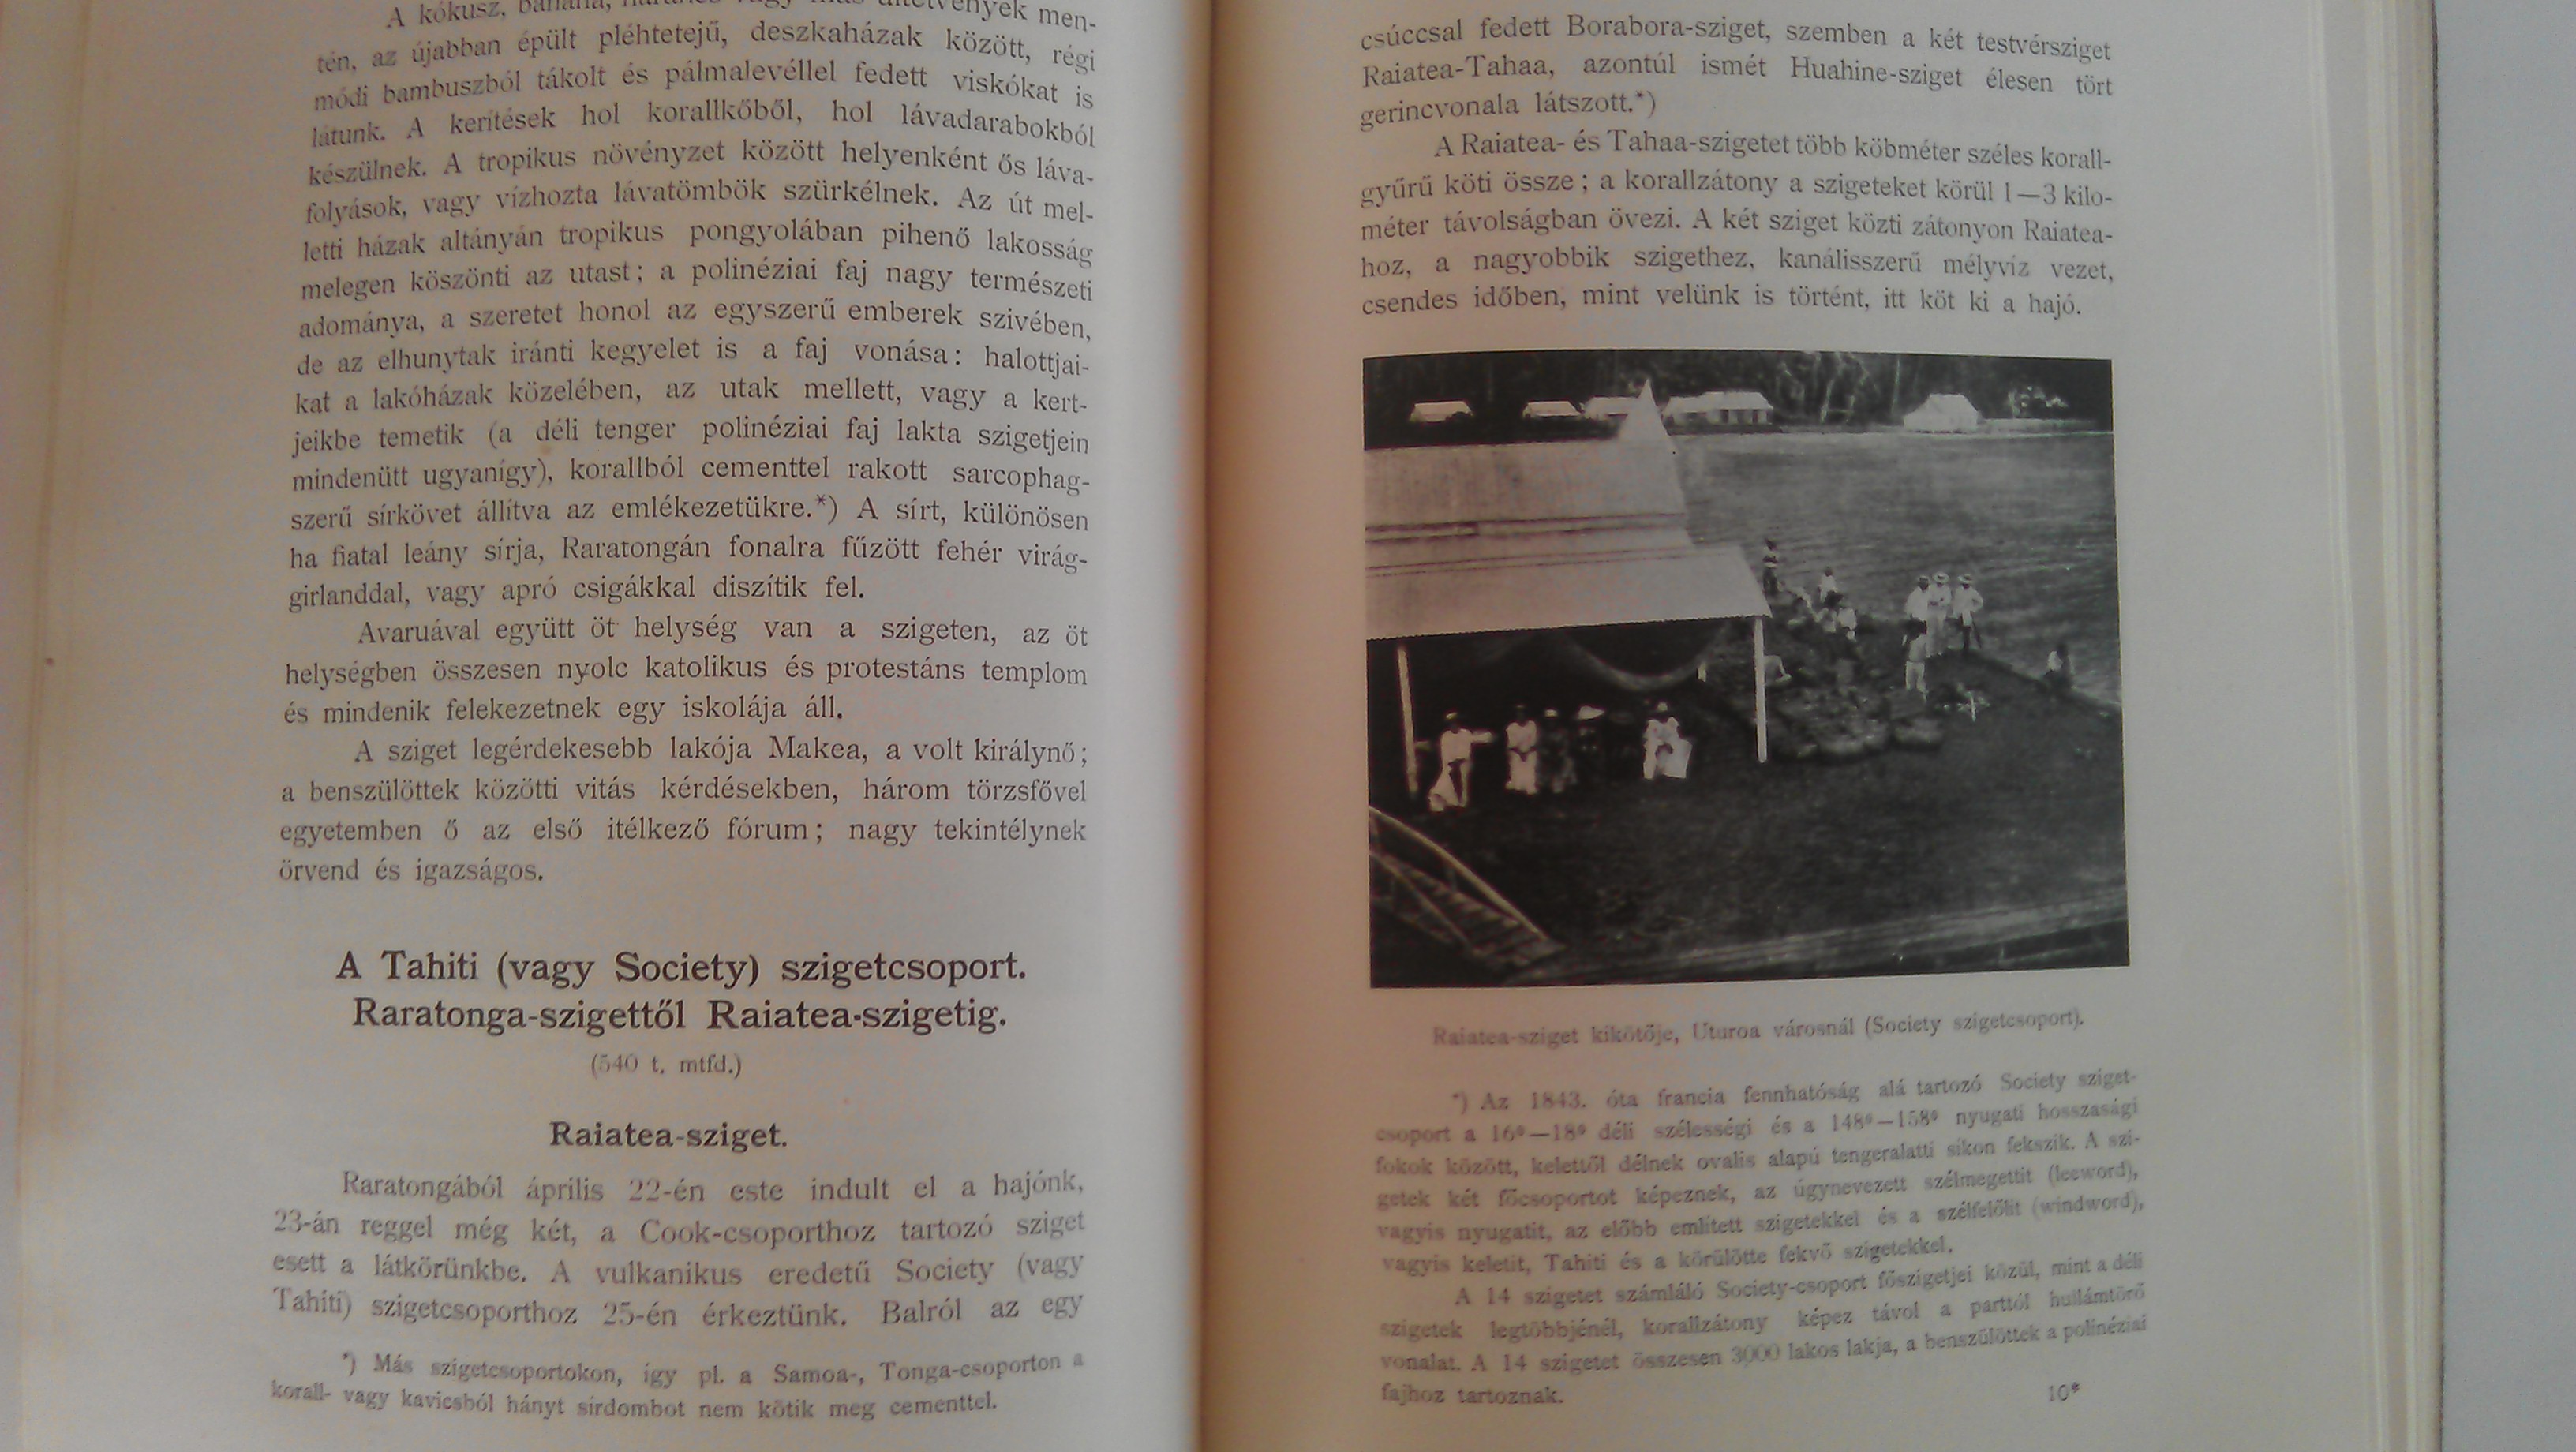 A kókusz, banana, narancs vagy más ültetvények men-
tén, az újabban épült pléhtetejű, deszkaházak között, régi
módi bambuszból tákolt és pálmalevéllel fedett viskókat is
látunk. A kerítések hol korallkőből, hol lávadarabokból
készülnek. A tropikus növényzet között helyenként ős láva-
folyások, vagy vízhozta lávatömbök szürkélnek. Az út mel-
letti házak altányán tropikus pongyolában pihenő lakosság
melegen köszönti az utast; a polinéziai faj nagy természeti
adománya, a szeretet honol az egyszerű emberek szivében,
de az elhunytak iránti kegyelet is a faj vonása: halottjai-
kat a lakóházak közelében, az utak mellett, vagy a kert-
jeikbe temetik (a déli tenger polinéziai faj lakta szigetjein
mindenütt ugyanígy), korallból cementtel rakott sarcophag-
szerű sírkövet állítva az emlékezetükre.*) A sírt, különösen
ha fiatal leány sírja, Raratongán fonalra fűzött fehér virág-
girlanddal, vagy apró csigákkal diszítik fel.
Avaruával együtt öt helység van a szigeten, az öt
helységben összesen nyolc katolikus és protestáns templom
és mindenik felekezetnek egy iskolája áll.
A sziget legérdekesebb lakója Makea, a volt királynő;
a benszülöttek közötti vitás kérdésekben, három törzsfővel
egyetemben ő az első itélkező fórum; nagy tekintélynek
örvend és igazságos.
A Tahiti (vagy Society) szigetcsoport.
Raratonga-szigettől Raiatea-szigetig.
(540 t. mtfd.)
Raiatea-sziget.
Raratongából április 22-én este indult el a hajónk,
23-án reggel még két, a Cook-csoporthoz tartozó sziget
esett a látkörünkbe. A vulkanikus eredetű Society (vagy
Tahiti) szigetcsoporthoz 25-én érkeztünk. Balról az egy
*) Más szigetcsoportokon, így pl. a Samoa-, Tonga-csoporton a
korall- vagy kavicsból hányt sírdombot nem kötik meg cementtel.
csúccsal fedett Borabora-sziget, szemben a két testvérsziget
Raiatea-Tahaa, azontúl ismét Huahine-sziget élesen tört
gerincvonala látszott.*)
A Raiatea- és Tahaa-szigetet több köbméter széles korall-
gyűrű köti össze; a korallzátony a szigeteket körül 1—3 kilo-
méter távolságban övezi. A két sziget közti zátonyon Raiatea-
hoz, a nagyobbik szigethez, kanálisszerű mélyvíz vezet,
csendes időben, mint velünk is történt, itt köt ki a hajó.
Raiatea-sziget kikötője, Uturoa városnál (Society szigetcsoport).
*) Az 1843. óta francia fennhatóság alá tartozó Society sziget-
csoport a 16°—18° déli szélességi és a 148°—158° nyugati hosszasági
fokok között, kelettől délnek ovalis alapú tengeralatti síkon fekszik. A szi-
getek két főcsoportot képeznek, az úgynevezett szélmegettit (leeword),
vagyis nyugatit, az előbb említett szigetekkel és a szélfelőlit (windword),
vagyis keletit, Tahiti és a körülötte fekvő szigetekkel.
A 14 szigetet számláló Society-csoport főszigetjei közül, mint a déli
szigetek legtöbbjénél, korallzátony képez távol a parttól hullámtörő
vonalat. A 14 szigetet összesen 3000 lakos lakja, a benszülöttek a polinéziai
fajhoz tartoznak.
10*